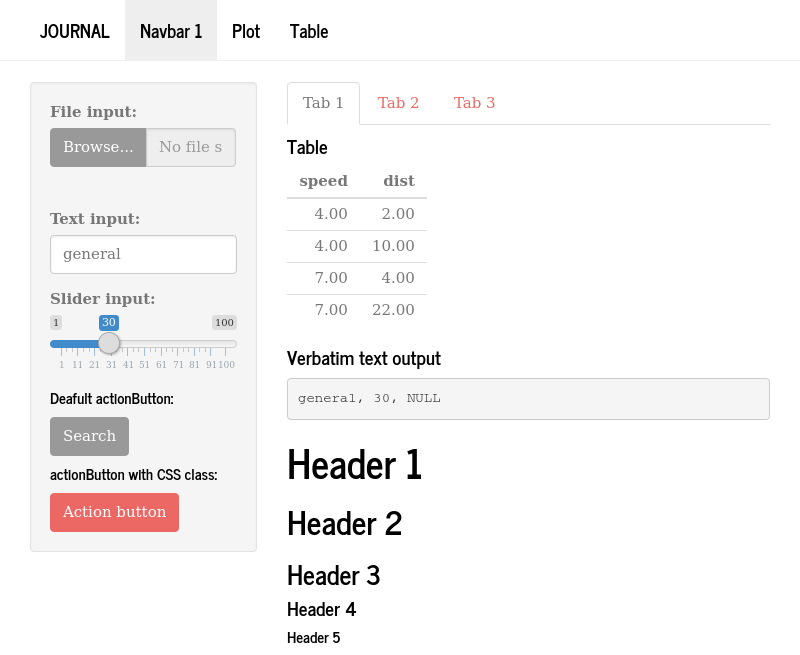 JOURNAL Navbar 1 Plot Table
File input:
Browse... No file s
Text input:
general
Slider input:
1 30 100
1 11 21 31 41 51 61 71 81 91 100
Deafult actionButton:
Search
actionButton with CSS class:
Action button
Tab 1 Tab 2 Tab 3
Table
speed dist
4.00 2.00
4.00 10.00
7.00 4.00
7.00 22.00
Verbatim text output
general, 30, NULL
Header 1
Header 2
Header 3
Header 4
Header 5